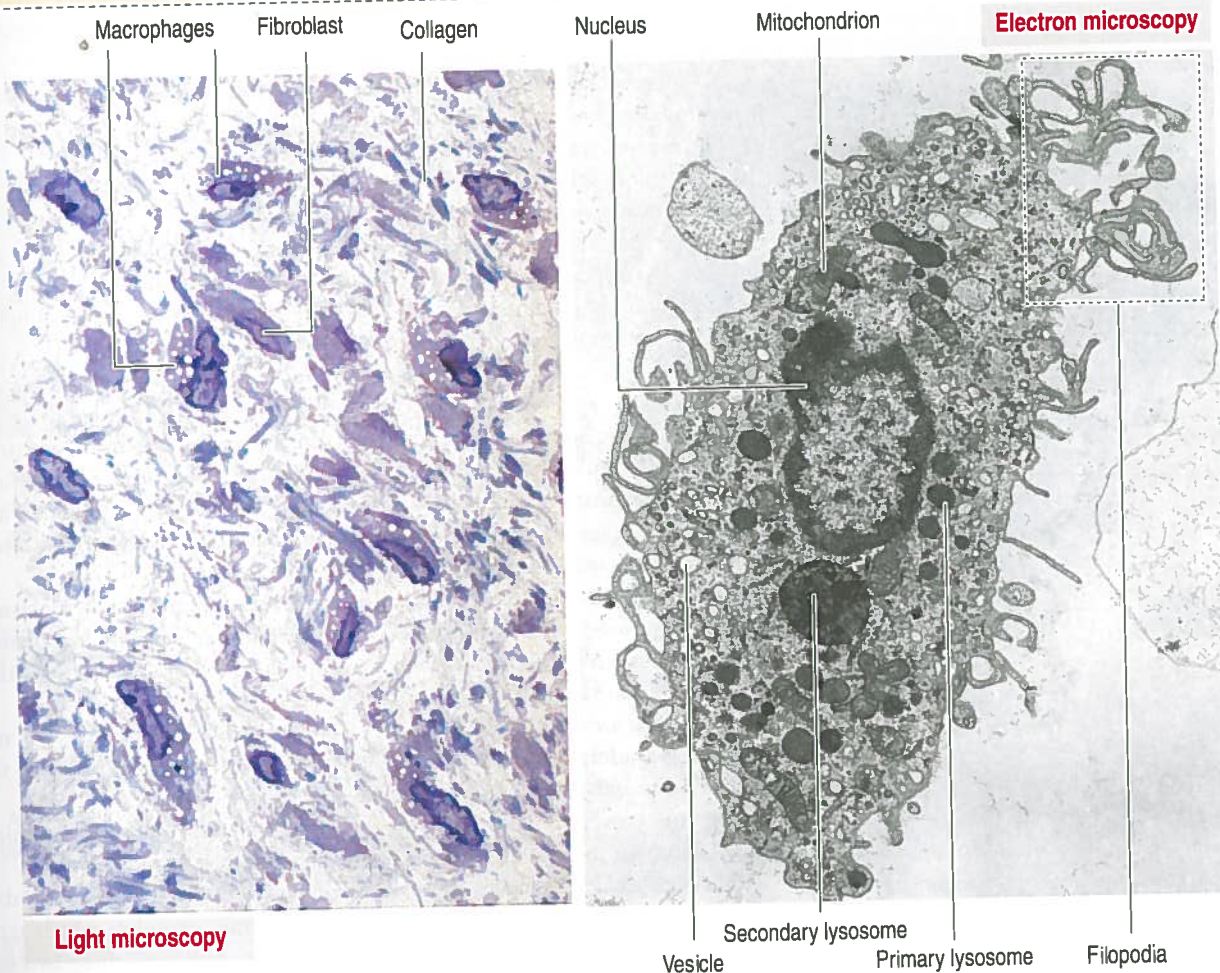 Macrophages
Fibroblast
Collagen
Nucleus
Mitochondrion
Electron microscopy
Light microscopy
Vesicle
Secondary lysosome
Primary lysosome
Filopodia